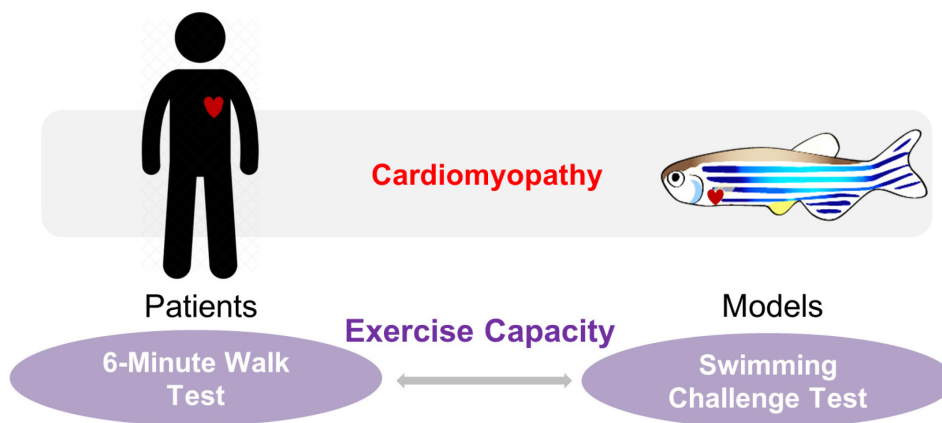 Cardiomyopathy
Patients
Models
Exercise Capacity
6-Minute Walk
Test
Swimming
Challenge Test